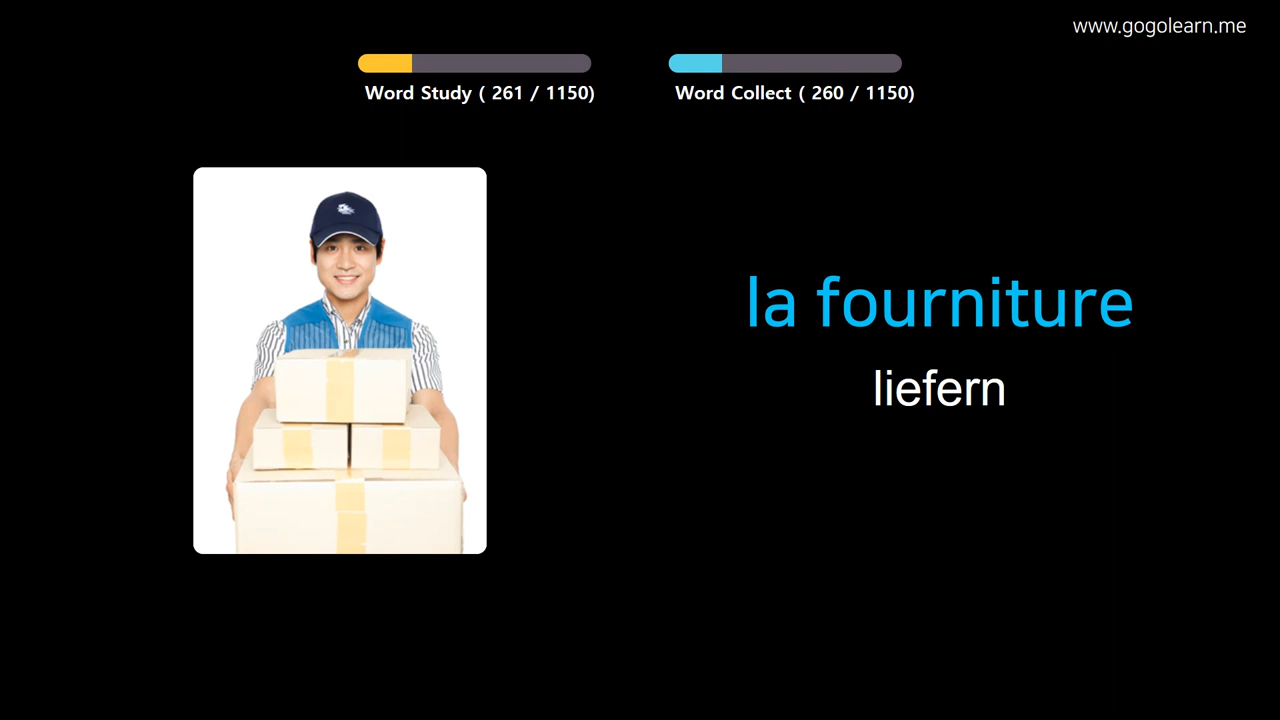 www.gogolearn.me
Word Study ( 261 / 1150)
Word Collect ( 260 / 1150)
la fourniture
liefern